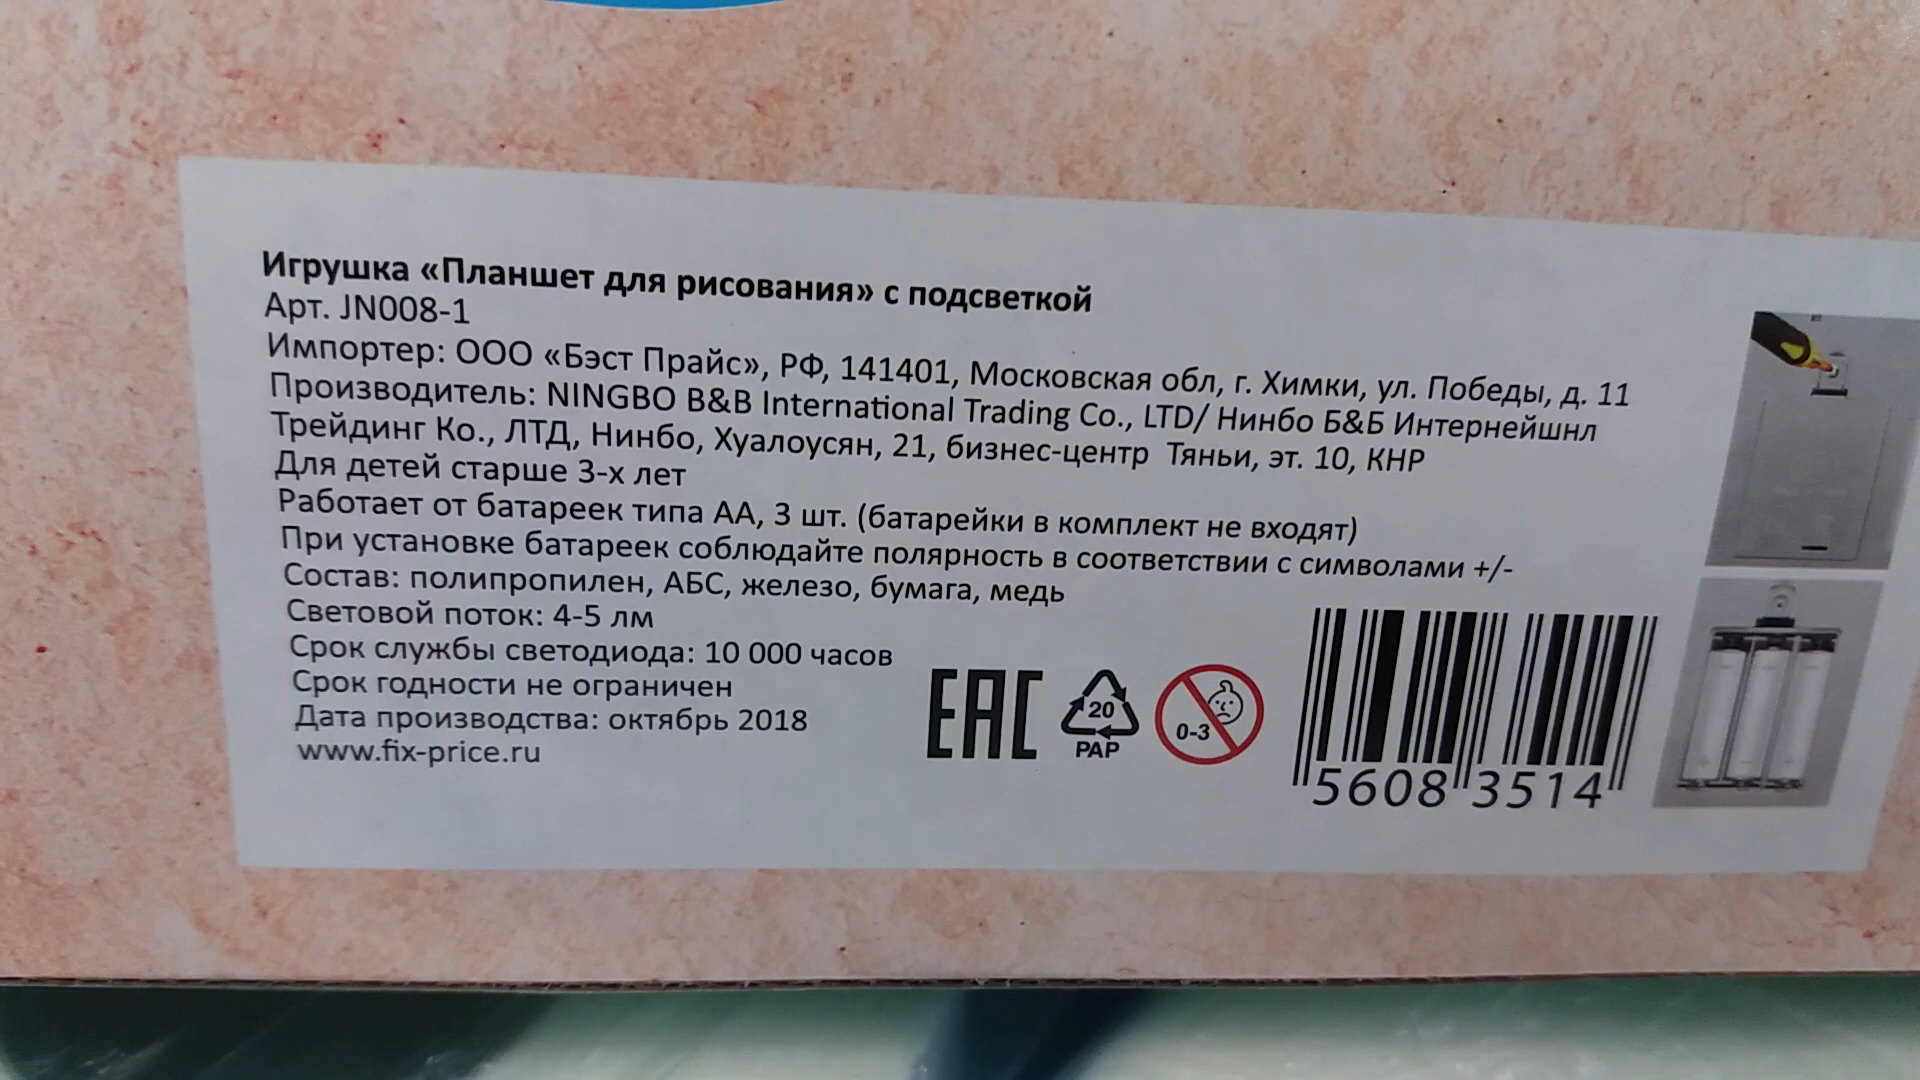 Игрушка «Планшет для рисования» с подсветкой
Арт. JN008-1
Импортер: ООО «Бэст Прайс», РФ, 141401, Московская обл, г. Химки, ул. Победы, д. 11
Производитель: NINGBO B&B International Trading Co., LTD/ Нинбо Б&Б Интернейшнл
Трейдинг Ко., ЛТД, Нинбо, Хуалоусян, 21, бизнес-центр Тяньи, эт. 10, КНР
Для детей старше 3-х лет
Работает от батареек типа АА, 3 шт. (батарейки в комплект не входят)
При установке батареек соблюдайте полярность в соответствии с символами +/-
Состав: полипропилен, АБС, железо, бумага, медь
Световой поток: 4-5 лм
Срок службы светодиода: 10 000 часов
Срок годности не ограничен
Дата производства: октябрь 2018
www.fix-price.ru
EAC
20
PAP
0-3
5608 3514